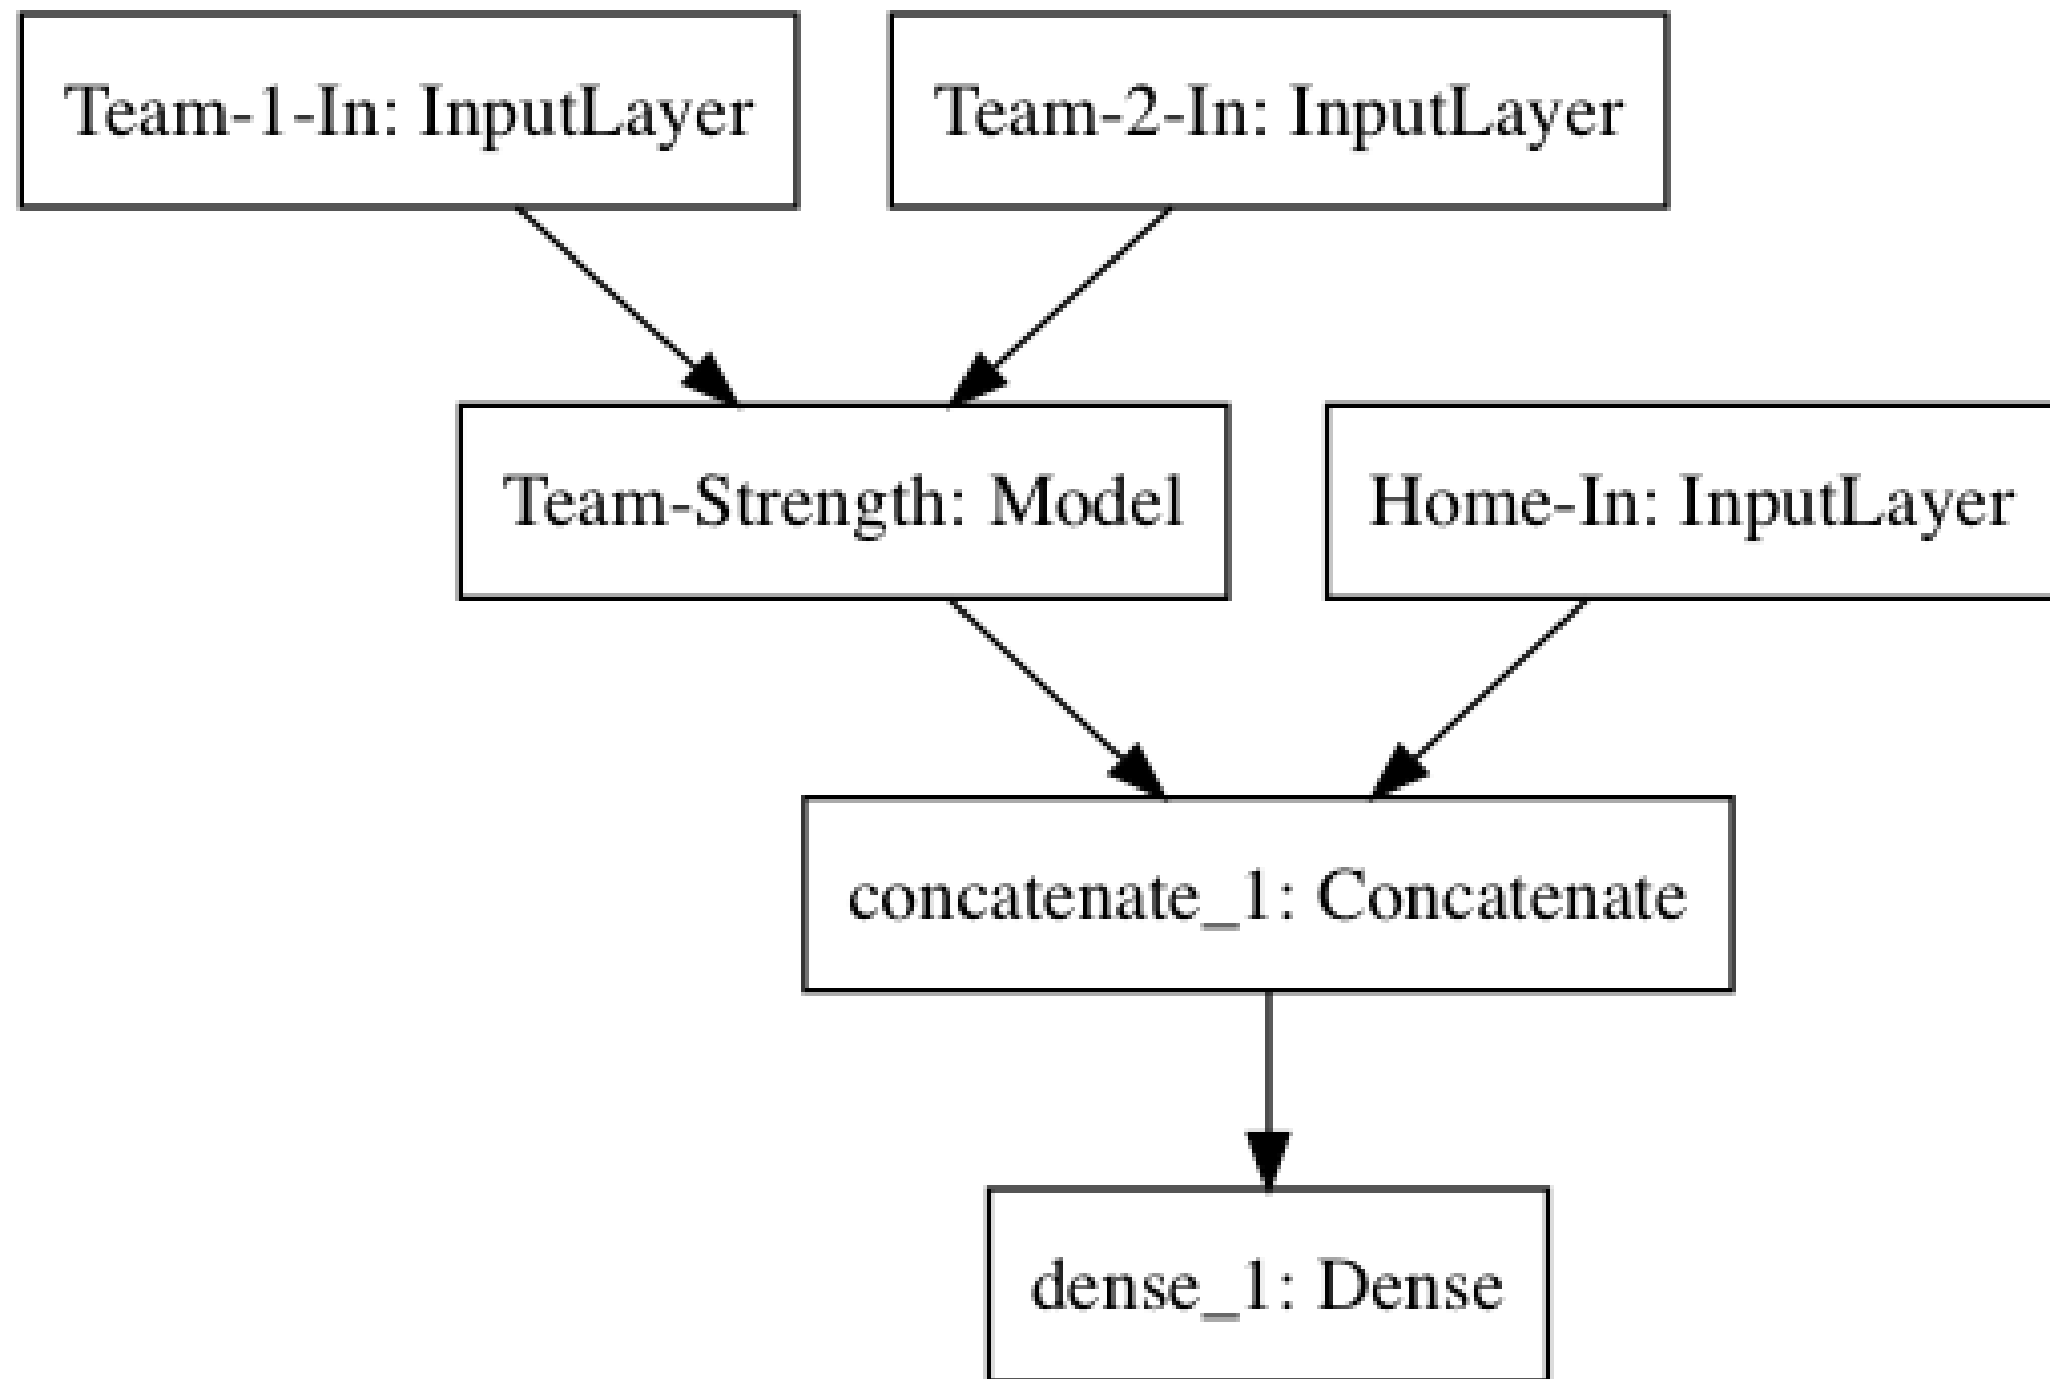 Team-1-In: InputLayer
Team-2-In: InputLayer
Team-Strength: Model
Home-In: InputLayer
concatenate_1: Concatenate
dense_1: Dense